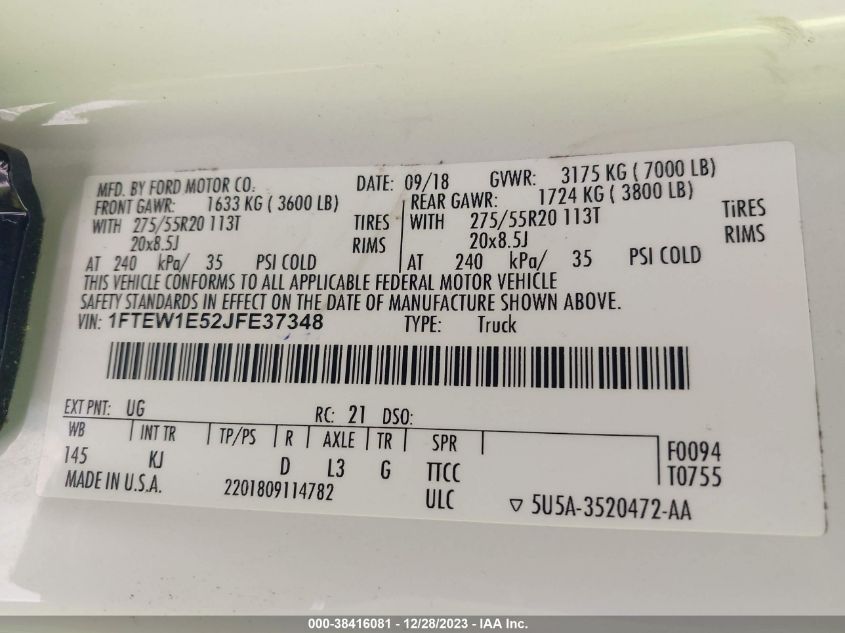 MFD. BY FORD MOTOR CO. DATE: 09/18 GVWR: 3175 KG ( 7000 LB)
FRONT GAWR: 1633 KG ( 3600 LB) REAR GAWR: 1724 KG ( 3800 LB)
WITH 275/55R20 113T TIRES WITH 275/55R20 113T TiRES
20x8.5J RIMS 20x8.5J RIMS
AT 240 kPa/ 35 PSI COLD AT 240 kPa/ 35 PSI COLD
THIS VEHICLE CONFORMS TO ALL APPLICABLE FEDERAL MOTOR VEHICLE
SAFETY STANDARDS IN EFFECT ON THE DATE OF MANUFACTURE SHOWN ABOVE.
VIN: 1FTEW1E52JFE37348 TYPE: Truck
EXT PNT: UG RC: 21 DSO:
WB INT TR TP/PS R AXLE TR SPR F0094
145 KJ D L3 G TTCC T0755
MADE IN U.S.A. 2201809114782 ULC ▽ 5U5A-3520472-AA
000-38416081 - 12/28/2023 - IAA Inc.